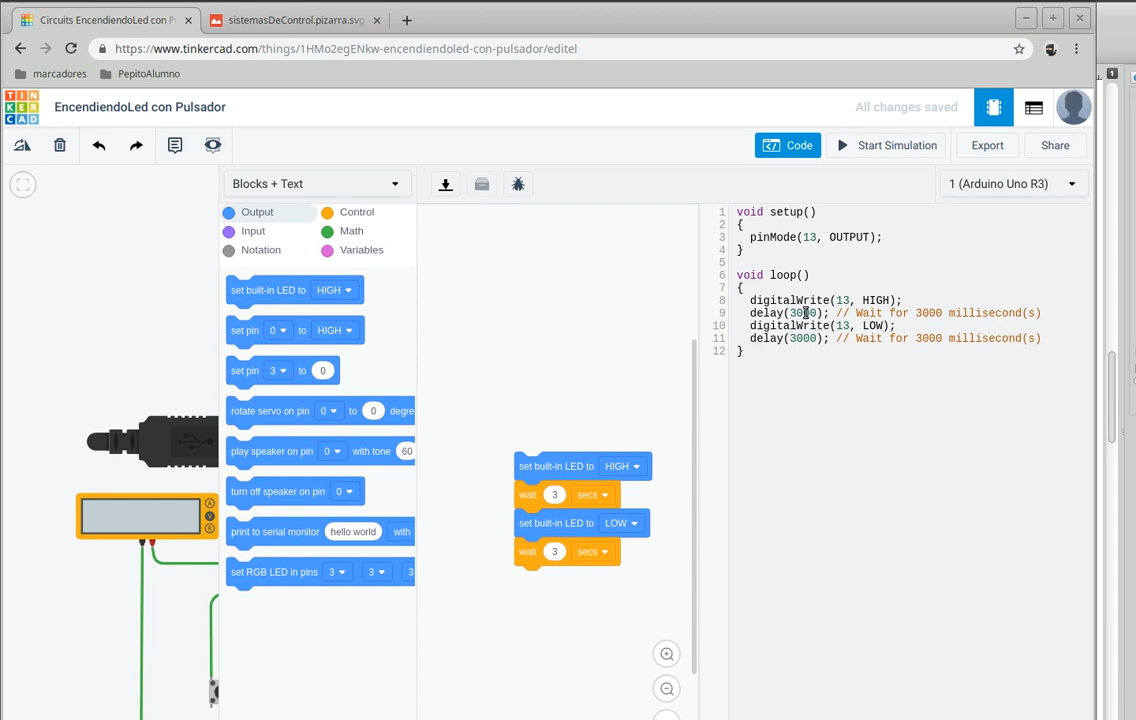 Circuits EncendiendoLed con P
sistemasDeControl.pizarra.svg
https://www.tinkercad.com/things/1HMo2egENkw-encendiendoled-con-pulsador/editel
marcadores
PepitoAlumno
TIN
KER
CAD
EncendiendoLed con Pulsador
All changes saved
Code
Start Simulation
Export
Share
Blocks + Text
1 (Arduino Uno R3)
Output
Control
Input
Math
Notation
Variables
set built-in LED to HIGH
set pin 0 to HIGH
set pin 3 to 0
rotate servo on pin 0 to 0 degre
play speaker on pin 0 with tone 60
turn off speaker on pin 0
print to serial monitor hello world with
set RGB LED in pins 3 3 3
A
V
R
set built-in LED to HIGH
wait 3 secs
set built-in LED to LOW
wait 3 secs
1 void setup()
2 {
3 pinMode(13, OUTPUT);
4 }
5
6 void loop()
7 {
8 digitalWrite(13, HIGH);
9 delay(3000); // Wait for 3000 millisecond(s)
10 digitalWrite(13, LOW);
11 delay(3000); // Wait for 3000 millisecond(s)
12 }
1